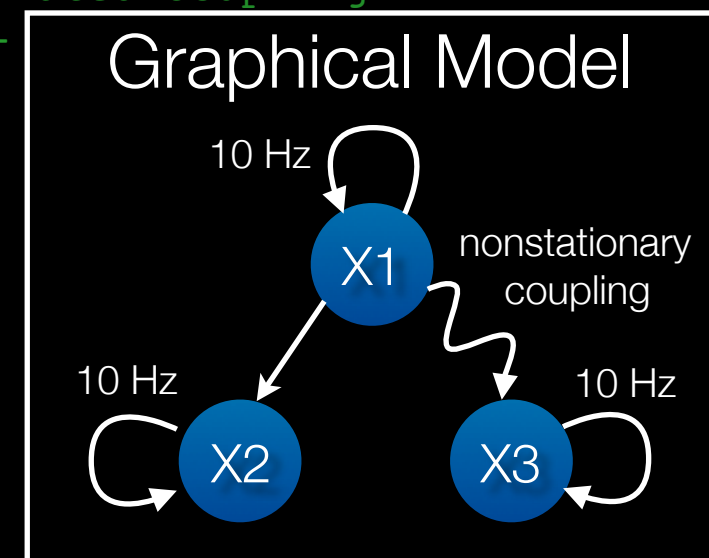 Graphical Model
10 Hz
X1
nonstationary
coupling
10 Hz
10 Hz
X2
X3